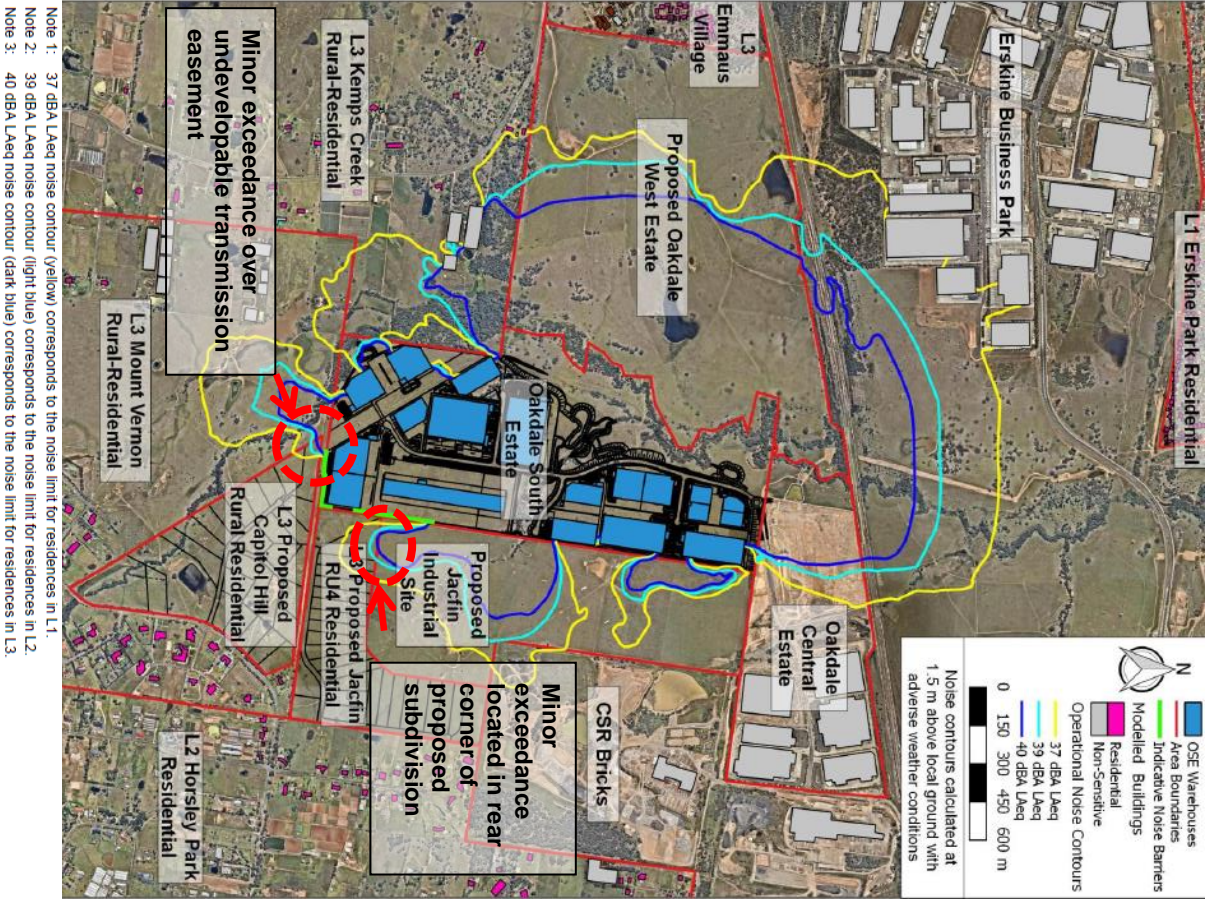 L1 Erskine Park Residential
Erskine Business Park
L3
Emmaus
Village
Proposed Oakdale
West Estate
L3 Kemps Creek
Rural-Residential
Minor exceedance over
undevelopable transmission
easement
L3 Mount Vernon
Rural-Residential
Oakdale South
Estate
Oakdale
Central
Estate
Proposed
Jacfin
Industrial
Site
L3 Proposed Jacfin
RU4 Residential
L3 Proposed
Capitol Hill
Rural Residential
CSR Bricks
Minor
exceedance
located in rear
corner of
proposed
subdivision
L2 Horsley Park
Residential
N
OSE Warehouses
Area Boundaries
Indicative Noise Barriers
Modelled Buildings
Residential
Non-Sensitive
Operational Noise Contours
37 dBA LAeq
39 dBA LAeq
40 dBA LAeq
0 150 300 450 600 m
Noise contours calculated at
1.5 m above local ground with
adverse weather conditions
Note 1: 37 dBA LAeq noise contour (yellow) corresponds to the noise limit for residences in L1.
Note 2: 39 dBA LAeq noise contour (light blue) corresponds to the noise limit for residences in L2.
Note 3: 40 dBA LAeq noise contour (dark blue) corresponds to the noise limit for residences in L3.